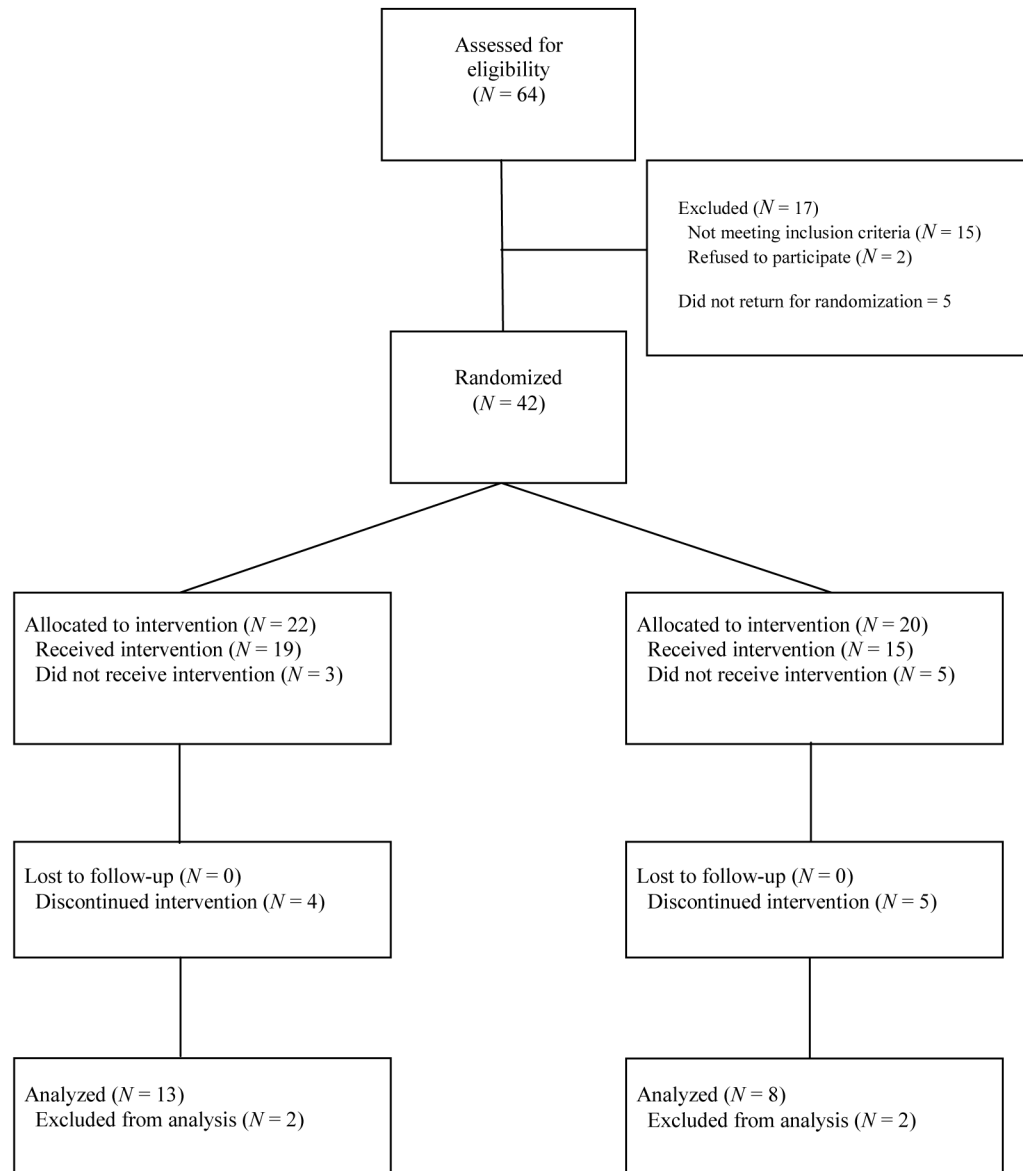 Assessed for
eligibility
(N = 64)
Excluded (N = 17)
Not meeting inclusion criteria (N = 15)
Refused to participate (N = 2)
Did not return for randomization = 5
Randomized
(N = 42)
Allocated to intervention (N = 22)
Received intervention (N = 19)
Did not receive intervention (N = 3)
Allocated to intervention (N = 20)
Received intervention (N = 15)
Did not receive intervention (N = 5)
Lost to follow-up (N = 0)
Discontinued intervention (N = 4)
Lost to follow-up (N = 0)
Discontinued intervention (N = 5)
Analyzed (N = 13)
Excluded from analysis (N = 2)
Analyzed (N = 8)
Excluded from analysis (N = 2)